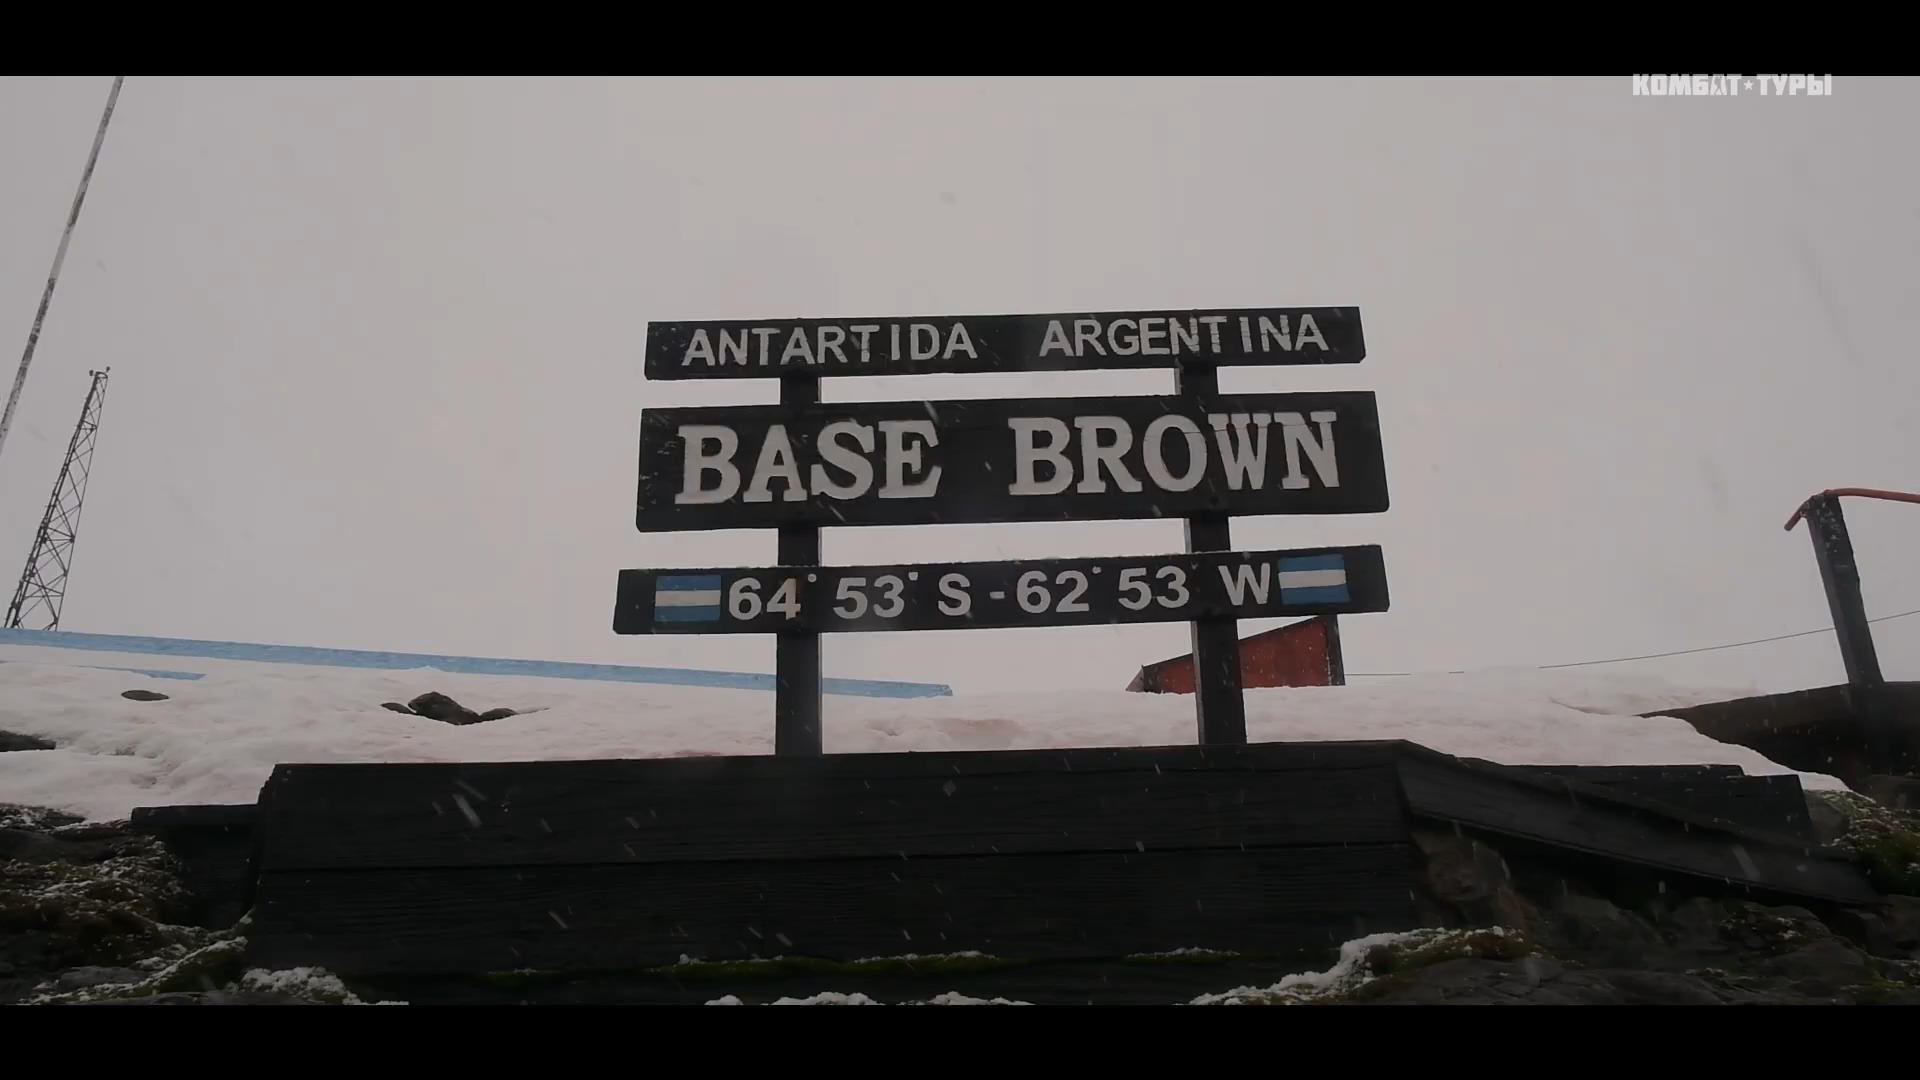 КОМБАТ★ТУРЫ
ANTARTIDA ARGENTINA
BASE BROWN
64° 53' S - 62° 53 W